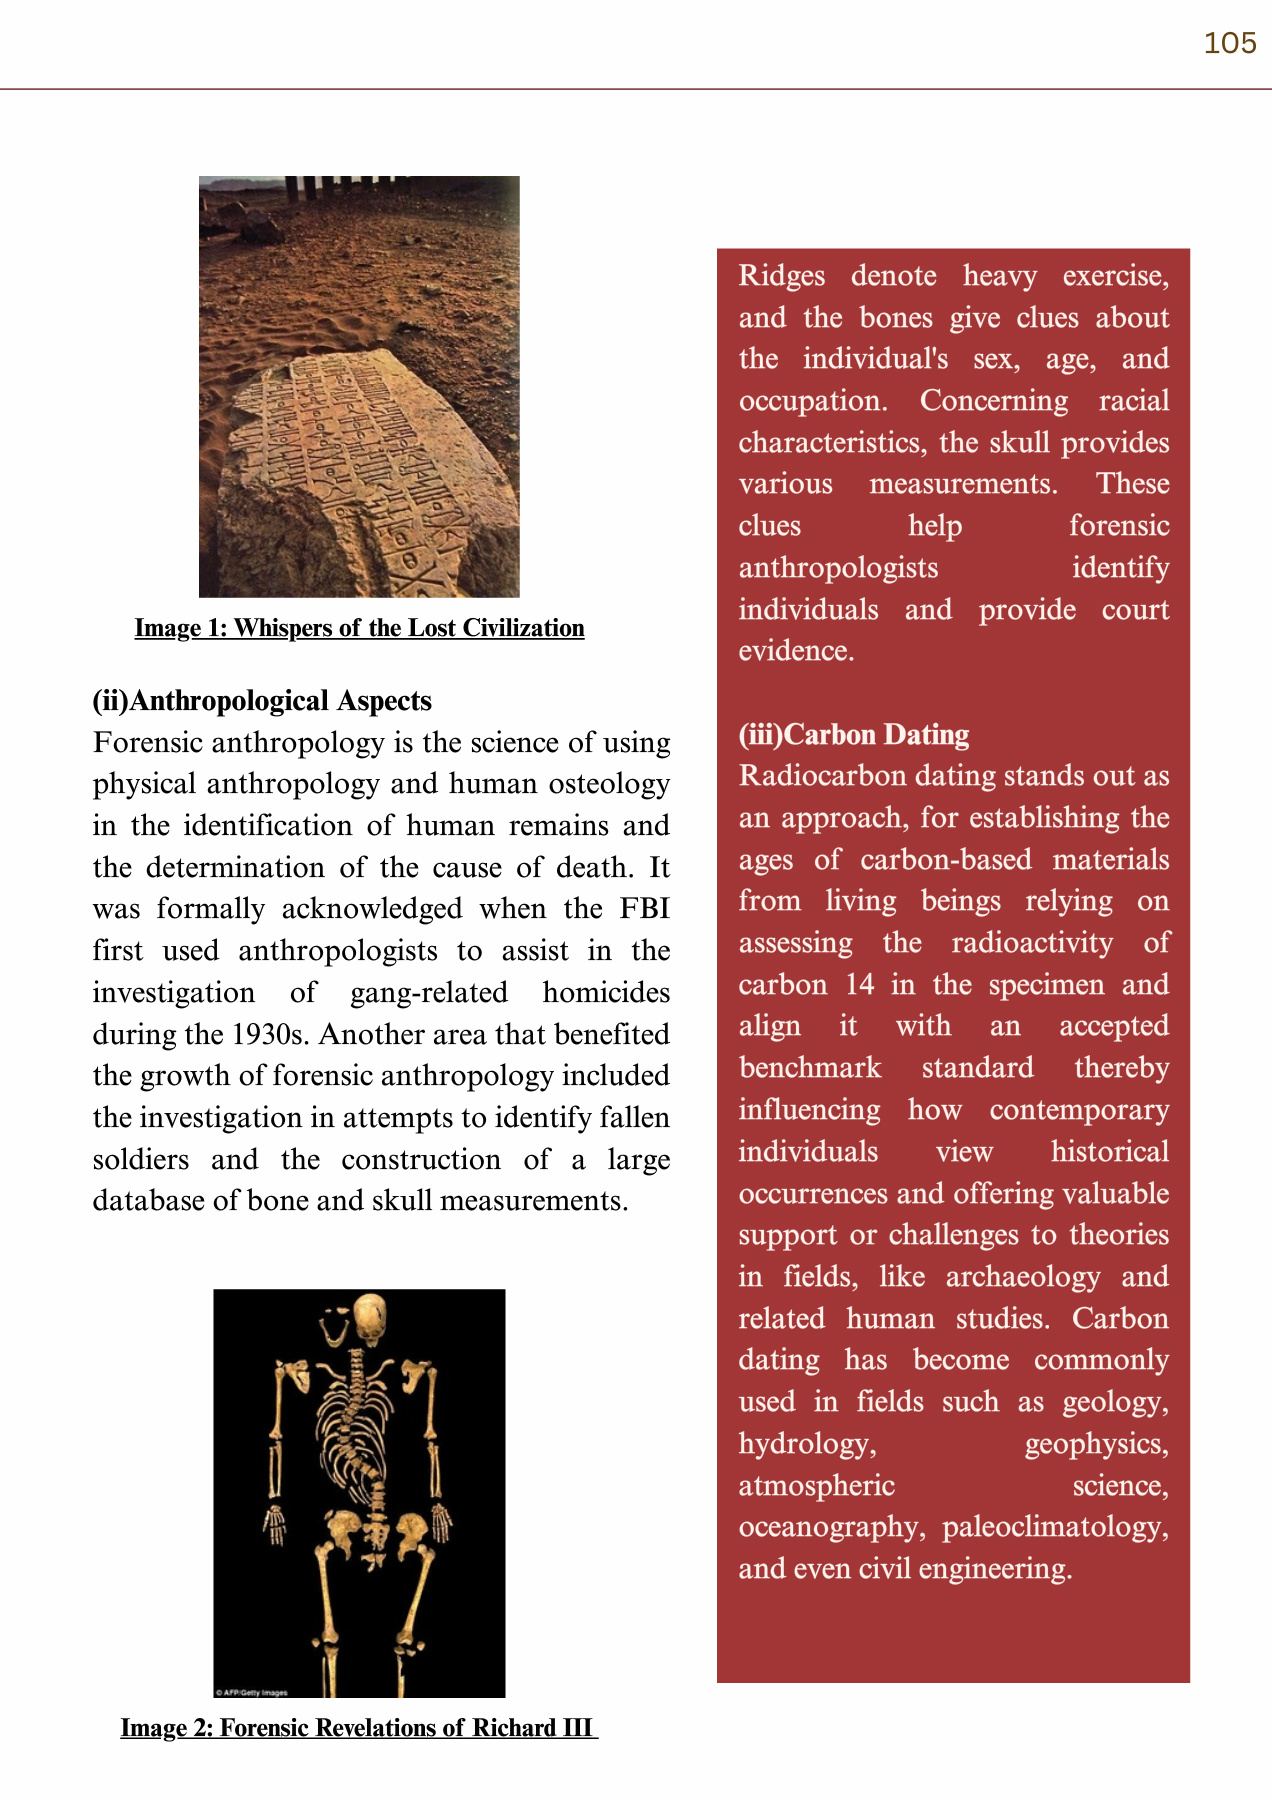 105
Image 1: Whispers of the Lost Civilization
(ii)Anthropological Aspects
Forensic anthropology is the science of using
physical anthropology and human osteology
in the identification of human remains and
the determination of the cause of death. It
was formally acknowledged when the FBI
first used anthropologists to assist in the
investigation of gang-related homicides
during the 1930s. Another area that benefited
the growth of forensic anthropology included
the investigation in attempts to identify fallen
soldiers and the construction of a large
database of bone and skull measurements.
© AFP/Getty Images
Image 2: Forensic Revelations of Richard III
Ridges denote heavy exercise,
and the bones give clues about
the individual's sex, age, and
occupation. Concerning racial
characteristics, the skull provides
various measurements. These
clues help forensic
anthropologists identify
individuals and provide court
evidence.
(iii)Carbon Dating
Radiocarbon dating stands out as
an approach, for establishing the
ages of carbon-based materials
from living beings relying on
assessing the radioactivity of
carbon 14 in the specimen and
align it with an accepted
benchmark standard thereby
influencing how contemporary
individuals view historical
occurrences and offering valuable
support or challenges to theories
in fields, like archaeology and
related human studies. Carbon
dating has become commonly
used in fields such as geology,
hydrology, geophysics,
atmospheric science,
oceanography, paleoclimatology,
and even civil engineering.